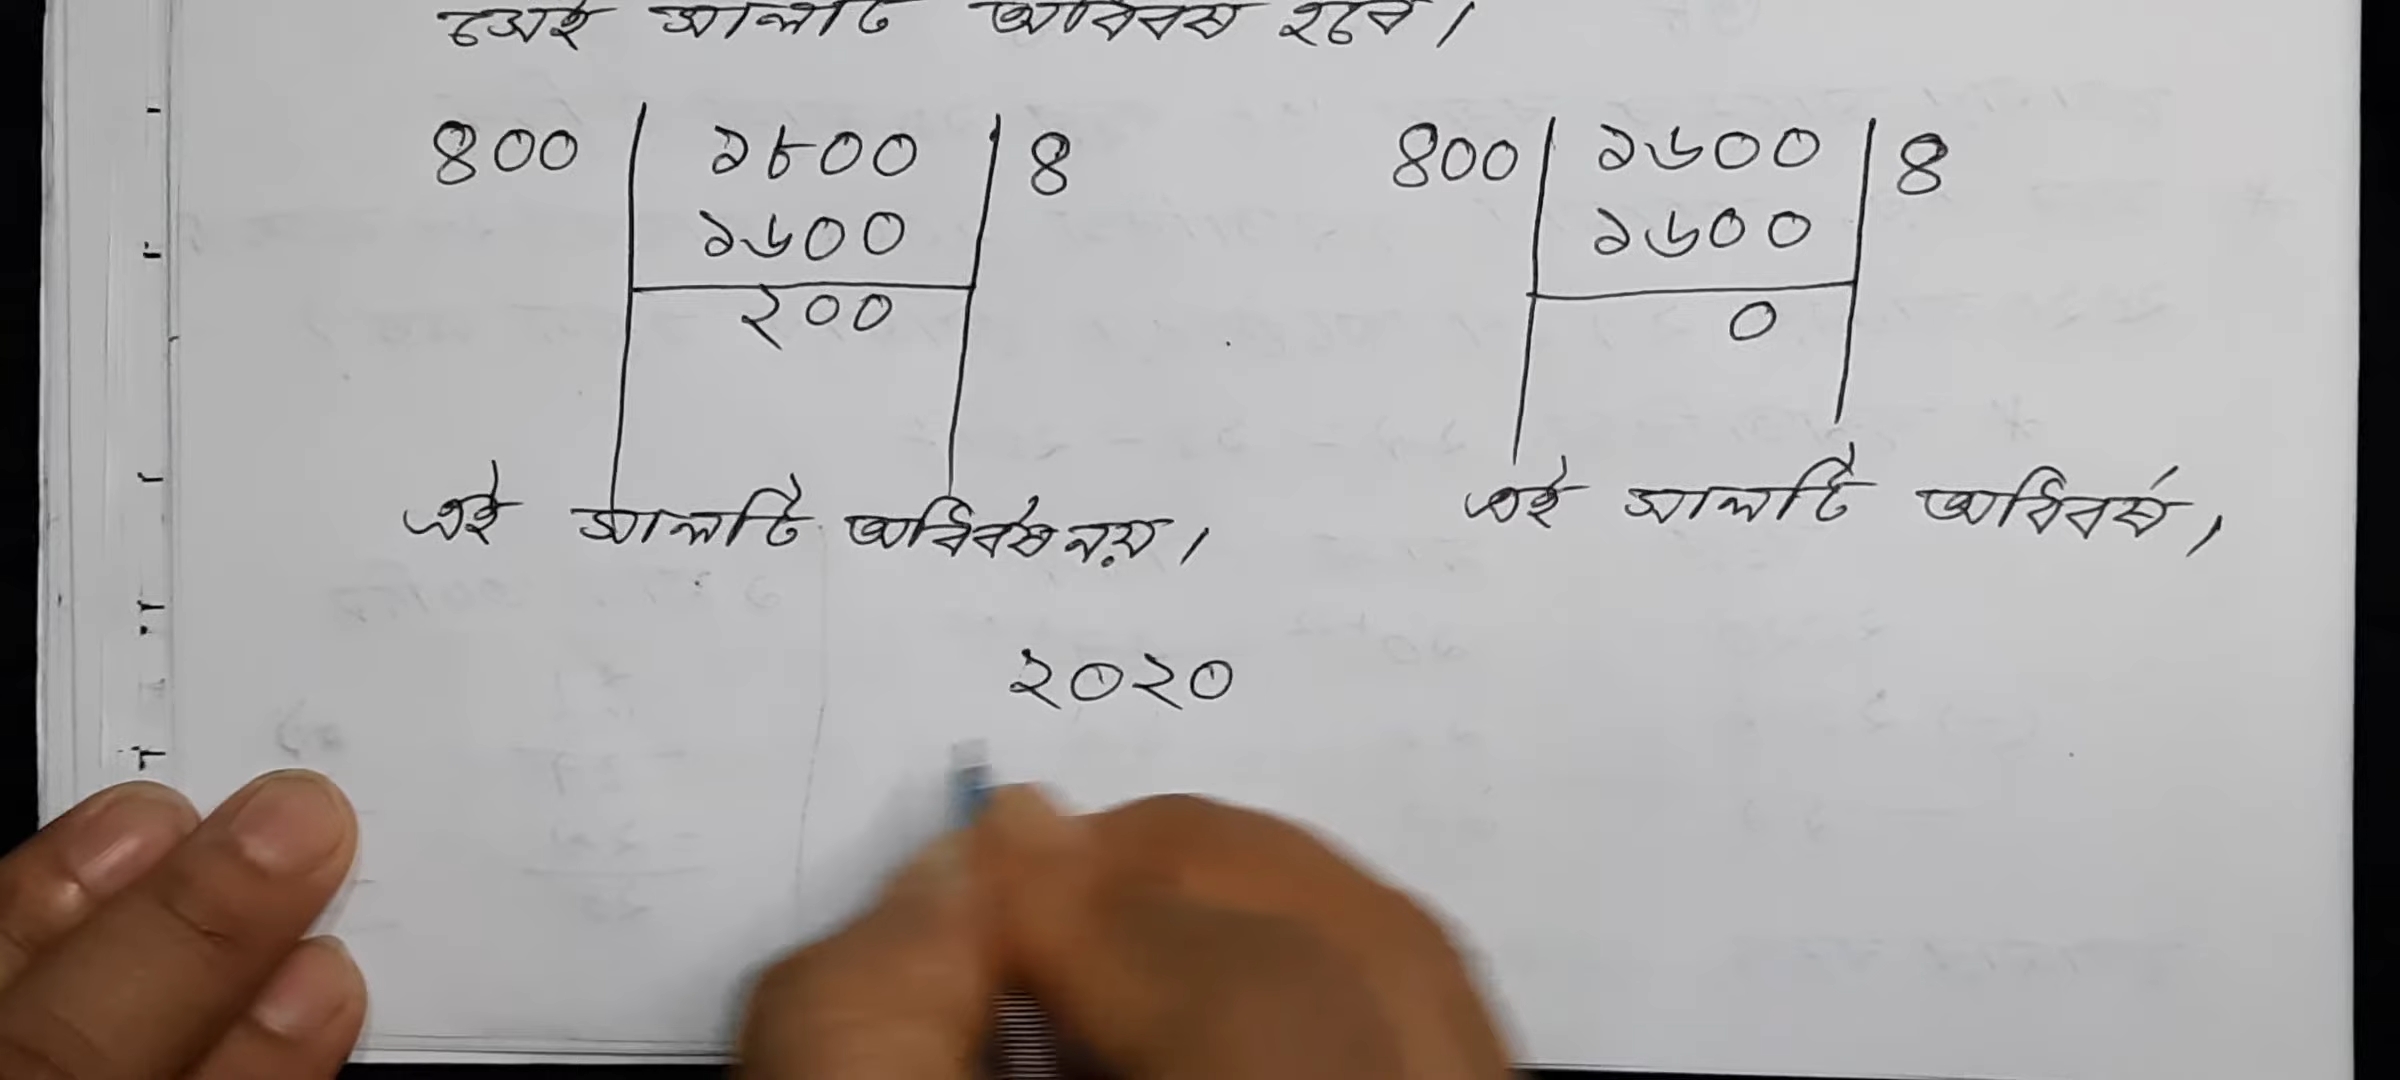 সেই সালটি অধিবর্ষ হবে।
৪০০ | ১৮০০ | ৪
১৬০০
২০০
এই সালটি অধিবর্ষ নয়।
৪০০ | ১৬০০ | ৪
১৬০০
০
এই সালটি অধিবর্ষ।
২০২০